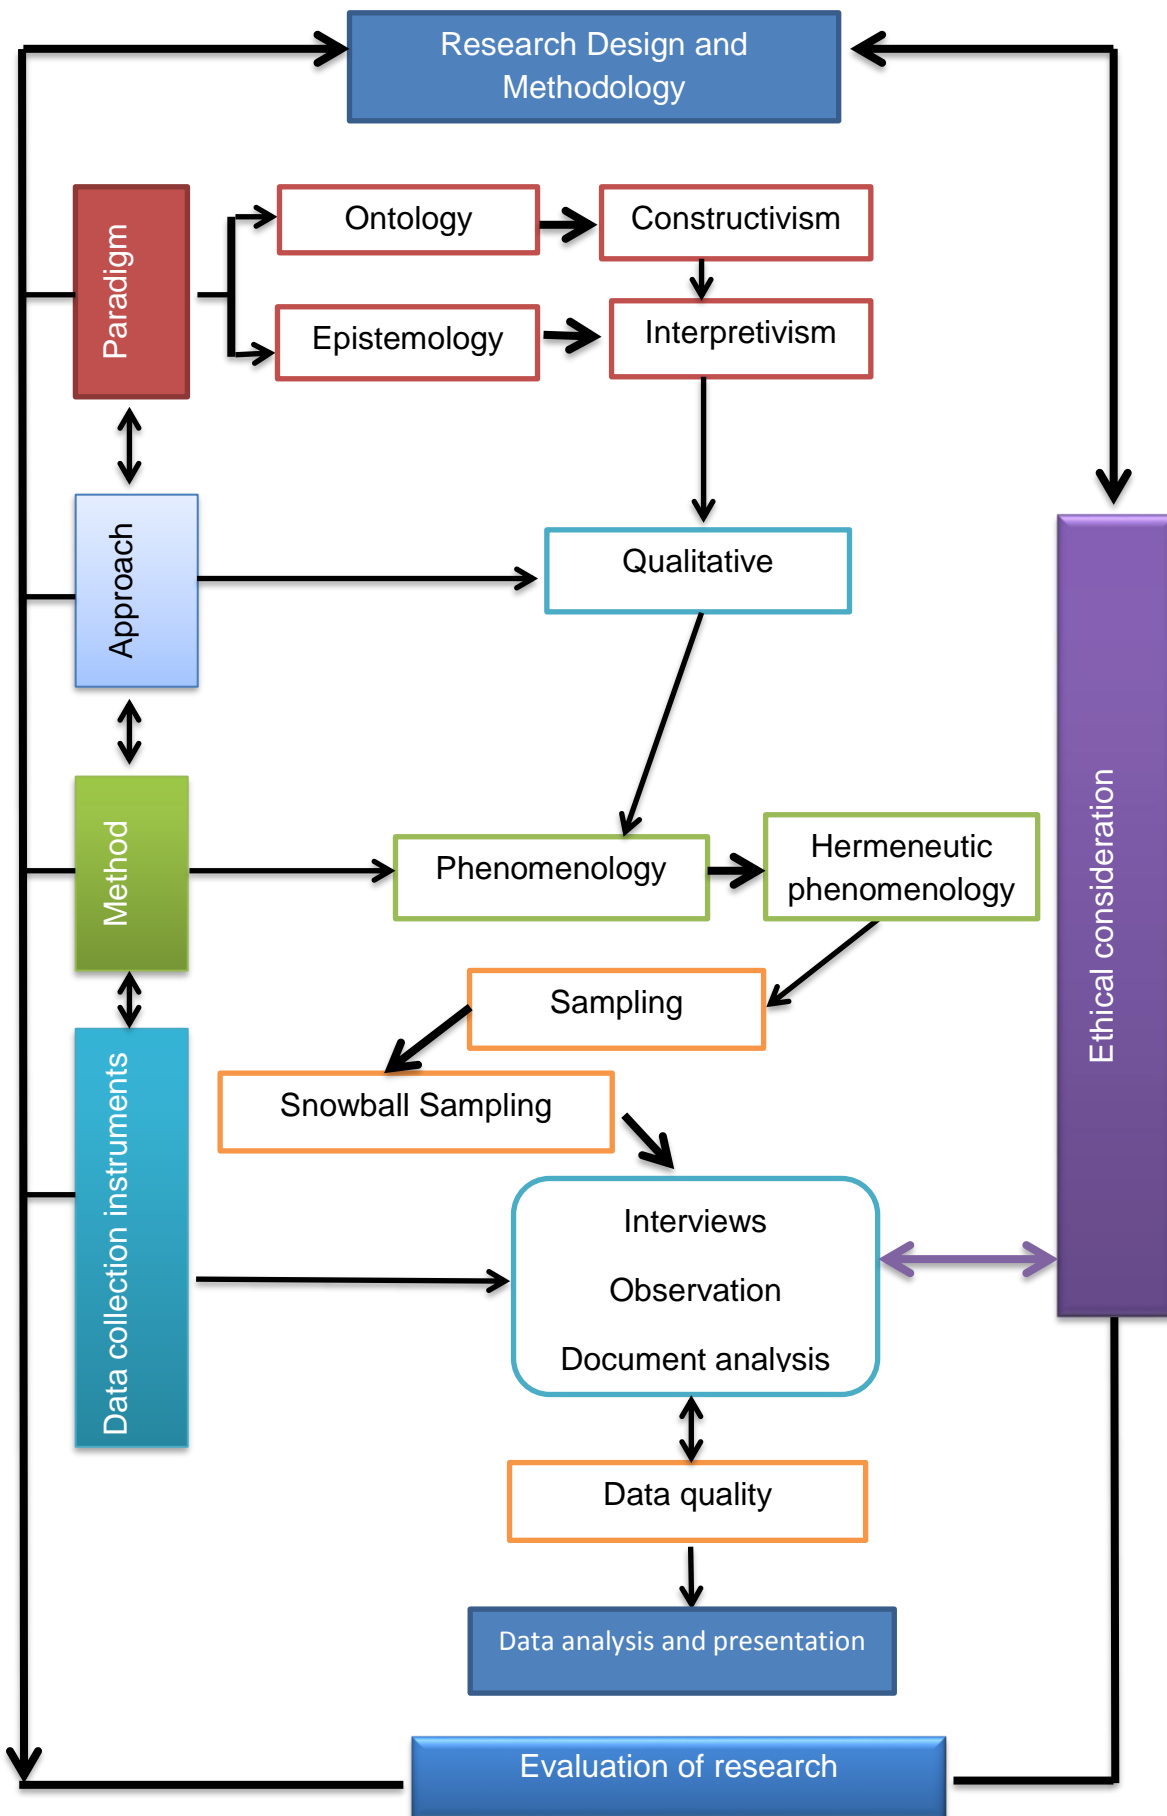 Research Design and
Methodology
Paradigm
Ontology
Constructivism
Epistemology
Interpretivism
Approach
Qualitative
Method
Phenomenology
Hermeneutic
phenomenology
Ethical consideration
Sampling
Snowball Sampling
Data collection instruments
Interviews
Observation
Document analysis
Data quality
Data analysis and presentation
Evaluation of research